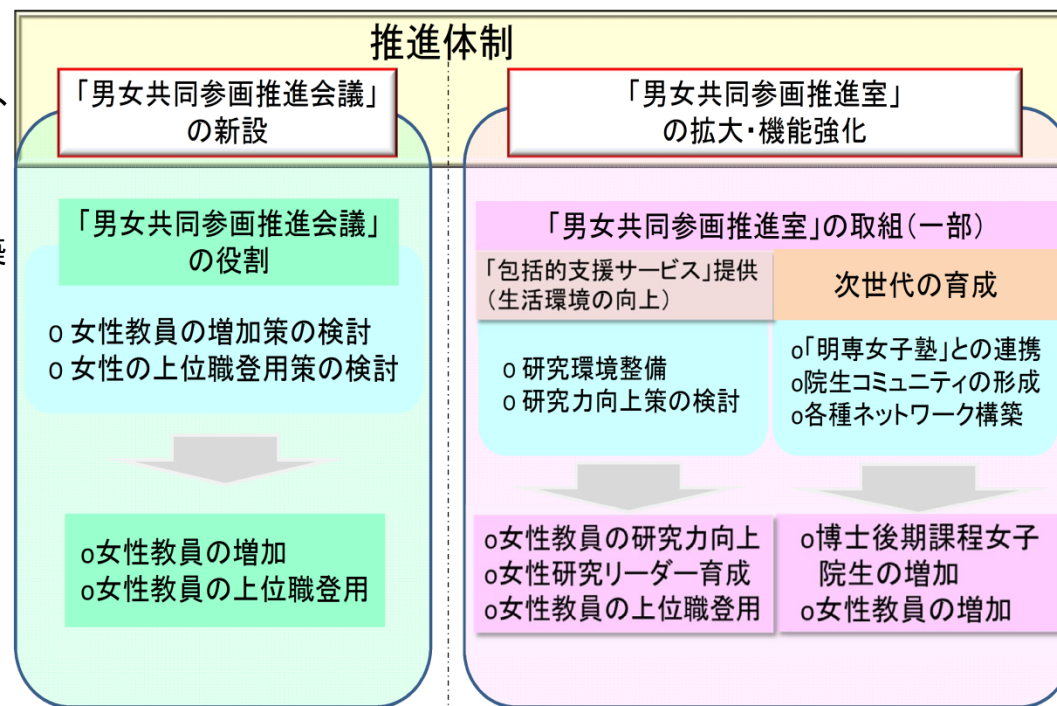 推進体制
「男女共同参画推進会議」
の新設
「男女共同参画推進会議」
の役割
o 女性教員の増加策の検討
o 女性の上位職登用策の検討
o女性教員の増加
o女性教員の上位職登用
「男女共同参画推進室」
の拡大・機能強化
「男女共同参画推進室」の取組(一部)
「包括的支援サービス」提供
(生活環境の向上)
o 研究環境整備
o 研究力向上策の検討
o女性教員の研究力向上
o女性研究リーダー育成
o女性教員の上位職登用
次世代の育成
o「明専女子塾」との連携
o院生コミュニティの形成
o各種ネットワーク構築
o博士後期課程女子
院生の増加
o女性教員の増加